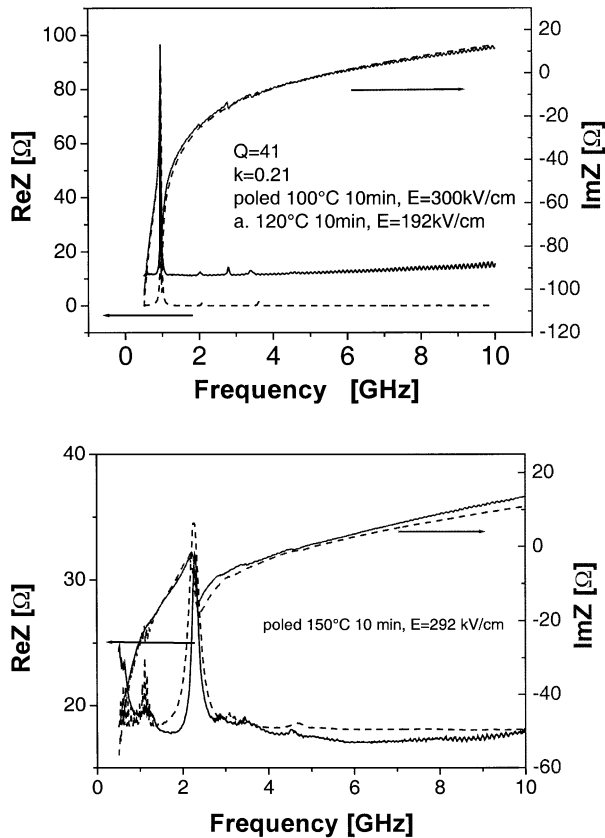 100
80
60
40
20
0
ReZ [Ω]
20
0
-20
-40
-60
-80
-100
-120
ImZ [Ω]
Q=41
k=0.21
poled 100°C 10min, E=300kV/cm
a. 120°C 10min, E=192kV/cm
0 2 4 6 8 10
Frequency [GHz]
40
30
20
ReZ [Ω]
20
0
-20
-40
-60
ImZ [Ω]
poled 150°C 10 min, E=292 kV/cm
0 2 4 6 8 10
Frequency [GHz]